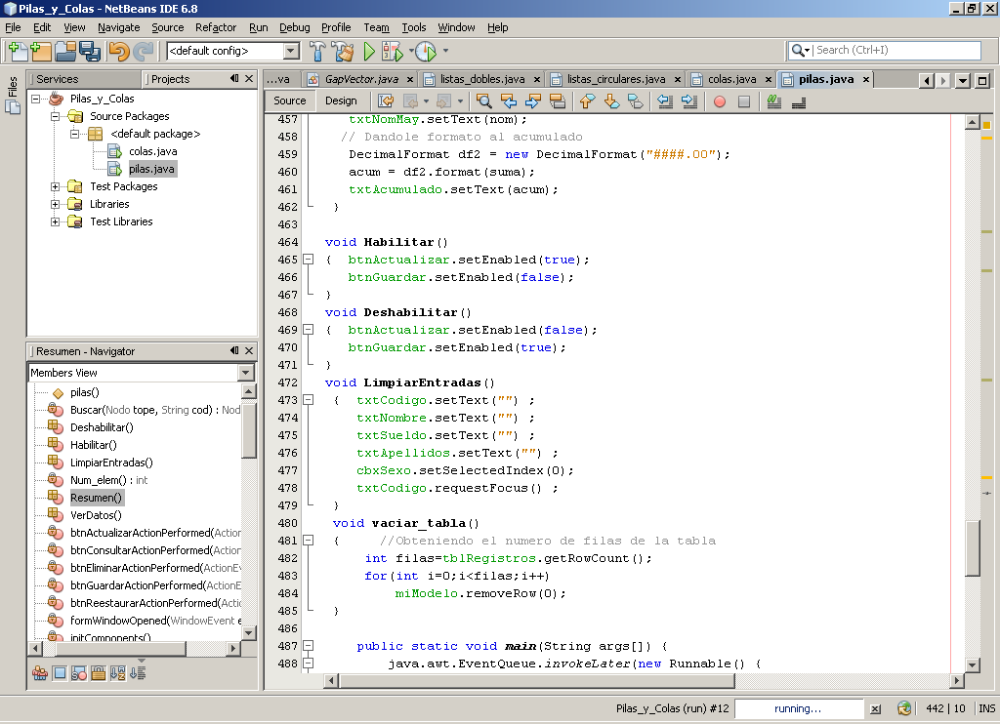 Pilas_y_Colas - NetBeans IDE 6.8
File Edit View Navigate Source Refactor Run Debug Profile Team Tools Window Help
<default config>
Search (Ctrl+I)
Files
Services
Projects
Pilas_y_Colas
Source Packages
<default package>
colas.java
pilas.java
Test Packages
Libraries
Test Libraries
Resumen - Navigator
Members View
pilas()
Buscar(Nodo tope, String cod) : Nod
Deshabilitar()
Habilitar()
LimpiarEntradas()
Num_elem() : int
Resumen()
VerDatos()
btnActualizarActionPerformed(Action
btnConsultarActionPerformed(Action
btnEliminarActionPerformed(ActionEv
btnGuardarActionPerformed(ActionE
btnReestaurarActionPerformed(Actic
formWindowOpened(WindowEvent e
initComponents()
...va GapVector.java listas_dobles.java listas_circulares.java colas.java pilas.java
Source Design
457 txtNomMay.setText(nom);
458 // Dandole formato al acumulado
459 DecimalFormat df2 = new DecimalFormat("####.00");
460 acum = df2.format(suma);
461 txtAcumulado.setText(acum);
462 }
463
464 void Habilitar()
465 { btnActualizar.setEnabled(true);
466 btnGuardar.setEnabled(false);
467 }
468 void Deshabilitar()
469 { btnActualizar.setEnabled(false);
470 btnGuardar.setEnabled(true);
471 }
472 void LimpiarEntradas()
473 { txtCodigo.setText("") ;
474 txtNombre.setText("") ;
475 txtSueldo.setText("") ;
476 txtApellidos.setText("") ;
477 cbxSexo.setSelectedIndex(0);
478 txtCodigo.requestFocus() ;
479 }
480 void vaciar_tabla()
481 { //Obteniendo el numero de filas de la tabla
482 int filas=tblRegistros.getRowCount();
483 for(int i=0;i<filas;i++)
484 miModelo.removeRow(0);
485 }
486
487 public static void main(String args[]) {
488 java.awt.EventQueue.invokeLater(new Runnable() {
Pilas_y_Colas (run) #12 running... 442 | 10 INS